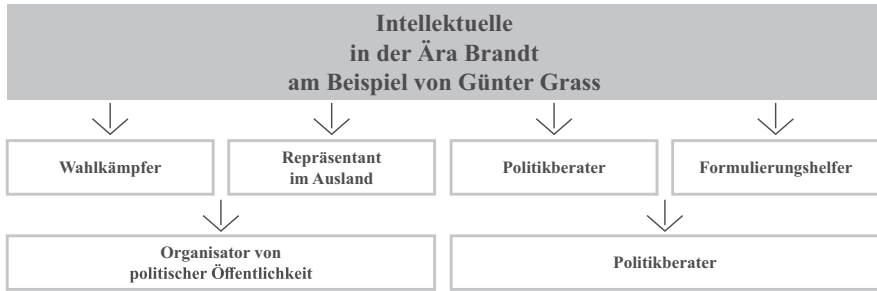 Intellektuelle
in der Ära Brandt
am Beispiel von Günter Grass
Wahlkämpfer
Repräsentant
im Ausland
Politikberater
Formulierungshelfer
Organisator von
politischer Öffentlichkeit
Politikberater